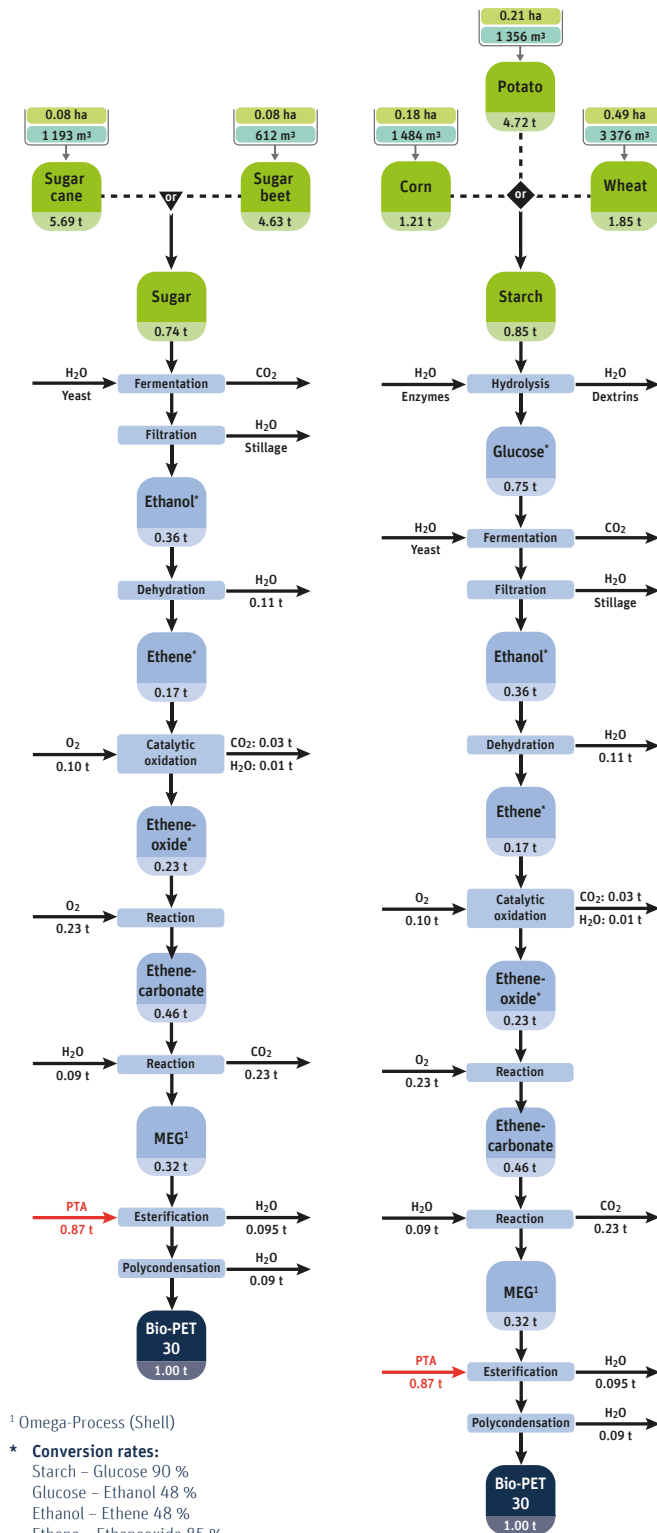 0.08 ha
1 193 m³
Sugar
cane
5.69 t
or
0.08 ha
612 m³
Sugar
beet
4.63 t
Sugar
0.74 t
H₂O
Yeast
Fermentation
CO₂
Filtration
H₂O
Stillage
Ethanol*
0.36 t
Dehydration
H₂O
0.11 t
Ethene*
0.17 t
O₂
0.10 t
Catalytic
oxidation
CO₂: 0.03 t
H₂O: 0.01 t
Ethene-
oxide*
0.23 t
O₂
0.23 t
Reaction
Ethene-
carbonate
0.46 t
H₂O
0.09 t
Reaction
CO₂
0.23 t
MEG¹
0.32 t
PTA
0.87 t
Esterification
H₂O
0.095 t
Polycondensation
H₂O
0.09 t
Bio-PET
30
1.00 t
0.21 ha
1 356 m³
Potato
4.72 t
0.18 ha
1 484 m³
Corn
1.21 t
or
0.49 ha
3 376 m³
Wheat
1.85 t
Starch
0.85 t
H₂O
Enzymes
Hydrolysis
H₂O
Dextrins
Glucose*
0.75 t
H₂O
Yeast
Fermentation
CO₂
Filtration
H₂O
Stillage
Ethanol*
0.36 t
Dehydration
H₂O
0.11 t
Ethene*
0.17 t
O₂
0.10 t
Catalytic
oxidation
CO₂: 0.03 t
H₂O: 0.01 t
Ethene-
oxide*
0.23 t
O₂
0.23 t
Reaction
Ethene-
carbonate
0.46 t
H₂O
0.09 t
Reaction
CO₂
0.23 t
MEG¹
0.32 t
PTA
0.87 t
Esterification
H₂O
0.095 t
Polycondensation
H₂O
0.09 t
Bio-PET
30
1.00 t
¹ Omega-Process (Shell)
* Conversion rates:
Starch – Glucose 90 %
Glucose – Ethanol 48 %
Ethanol – Ethene 48 %
Ethene – Etheneoxide 85 %